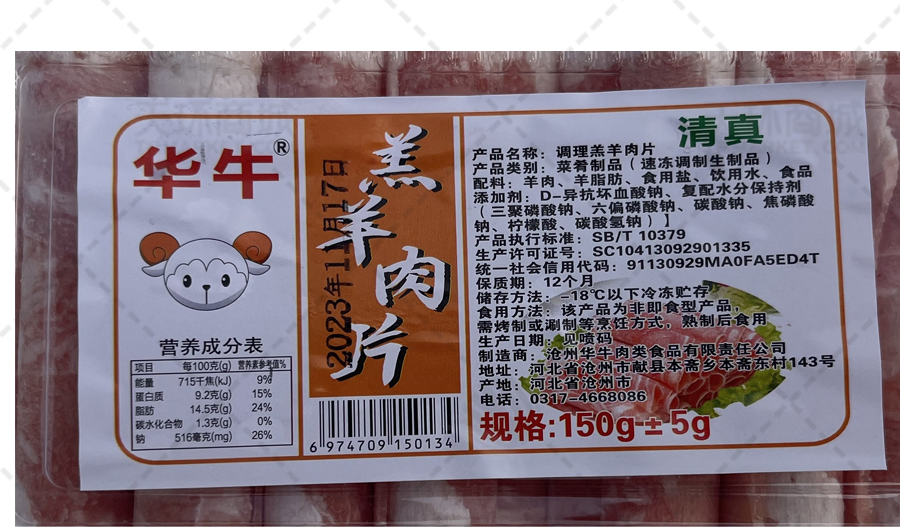 华牛®
营养成分表
项目 每100克(g) 营养素参考值%
能量 715千焦(kJ) 9%
蛋白质 9.2克(g) 15%
脂肪 14.5克(g) 24%
碳水化合物 1.3克(g) 0%
钠 516毫克(mg) 26%
羔羊肉片
2023年11月17日
6 974709 150134
清真
产品名称：调理羔羊肉片
产品类别：菜肴制品（速冻调制生制品）
配料：羊肉、羊脂肪、食用盐、饮用水、食品
添加剂：D-异抗坏血酸钠、复配水分保持剂
（三聚磷酸钠、六偏磷酸钠、碳酸钠、焦磷酸
钠、柠檬酸、碳酸氢钠）】
产品执行标准：SB/T 10379
生产许可证号：SC10413092901335
统一社会信用代码：91130929MA0FA5ED4T
保质期：12个月
储存方法：-18℃以下冷冻贮存
食用方法：该产品为非即食型产品，
需烤制或涮制等烹饪方式，熟制后食用
生产日期：见喷码
制造商：沧州华牛肉类食品有限责任公司
地址：河北省沧州市献县本斋乡本斋东村143号
产地：河北省沧州市
电话：0317-4668086
规格:150g±5g